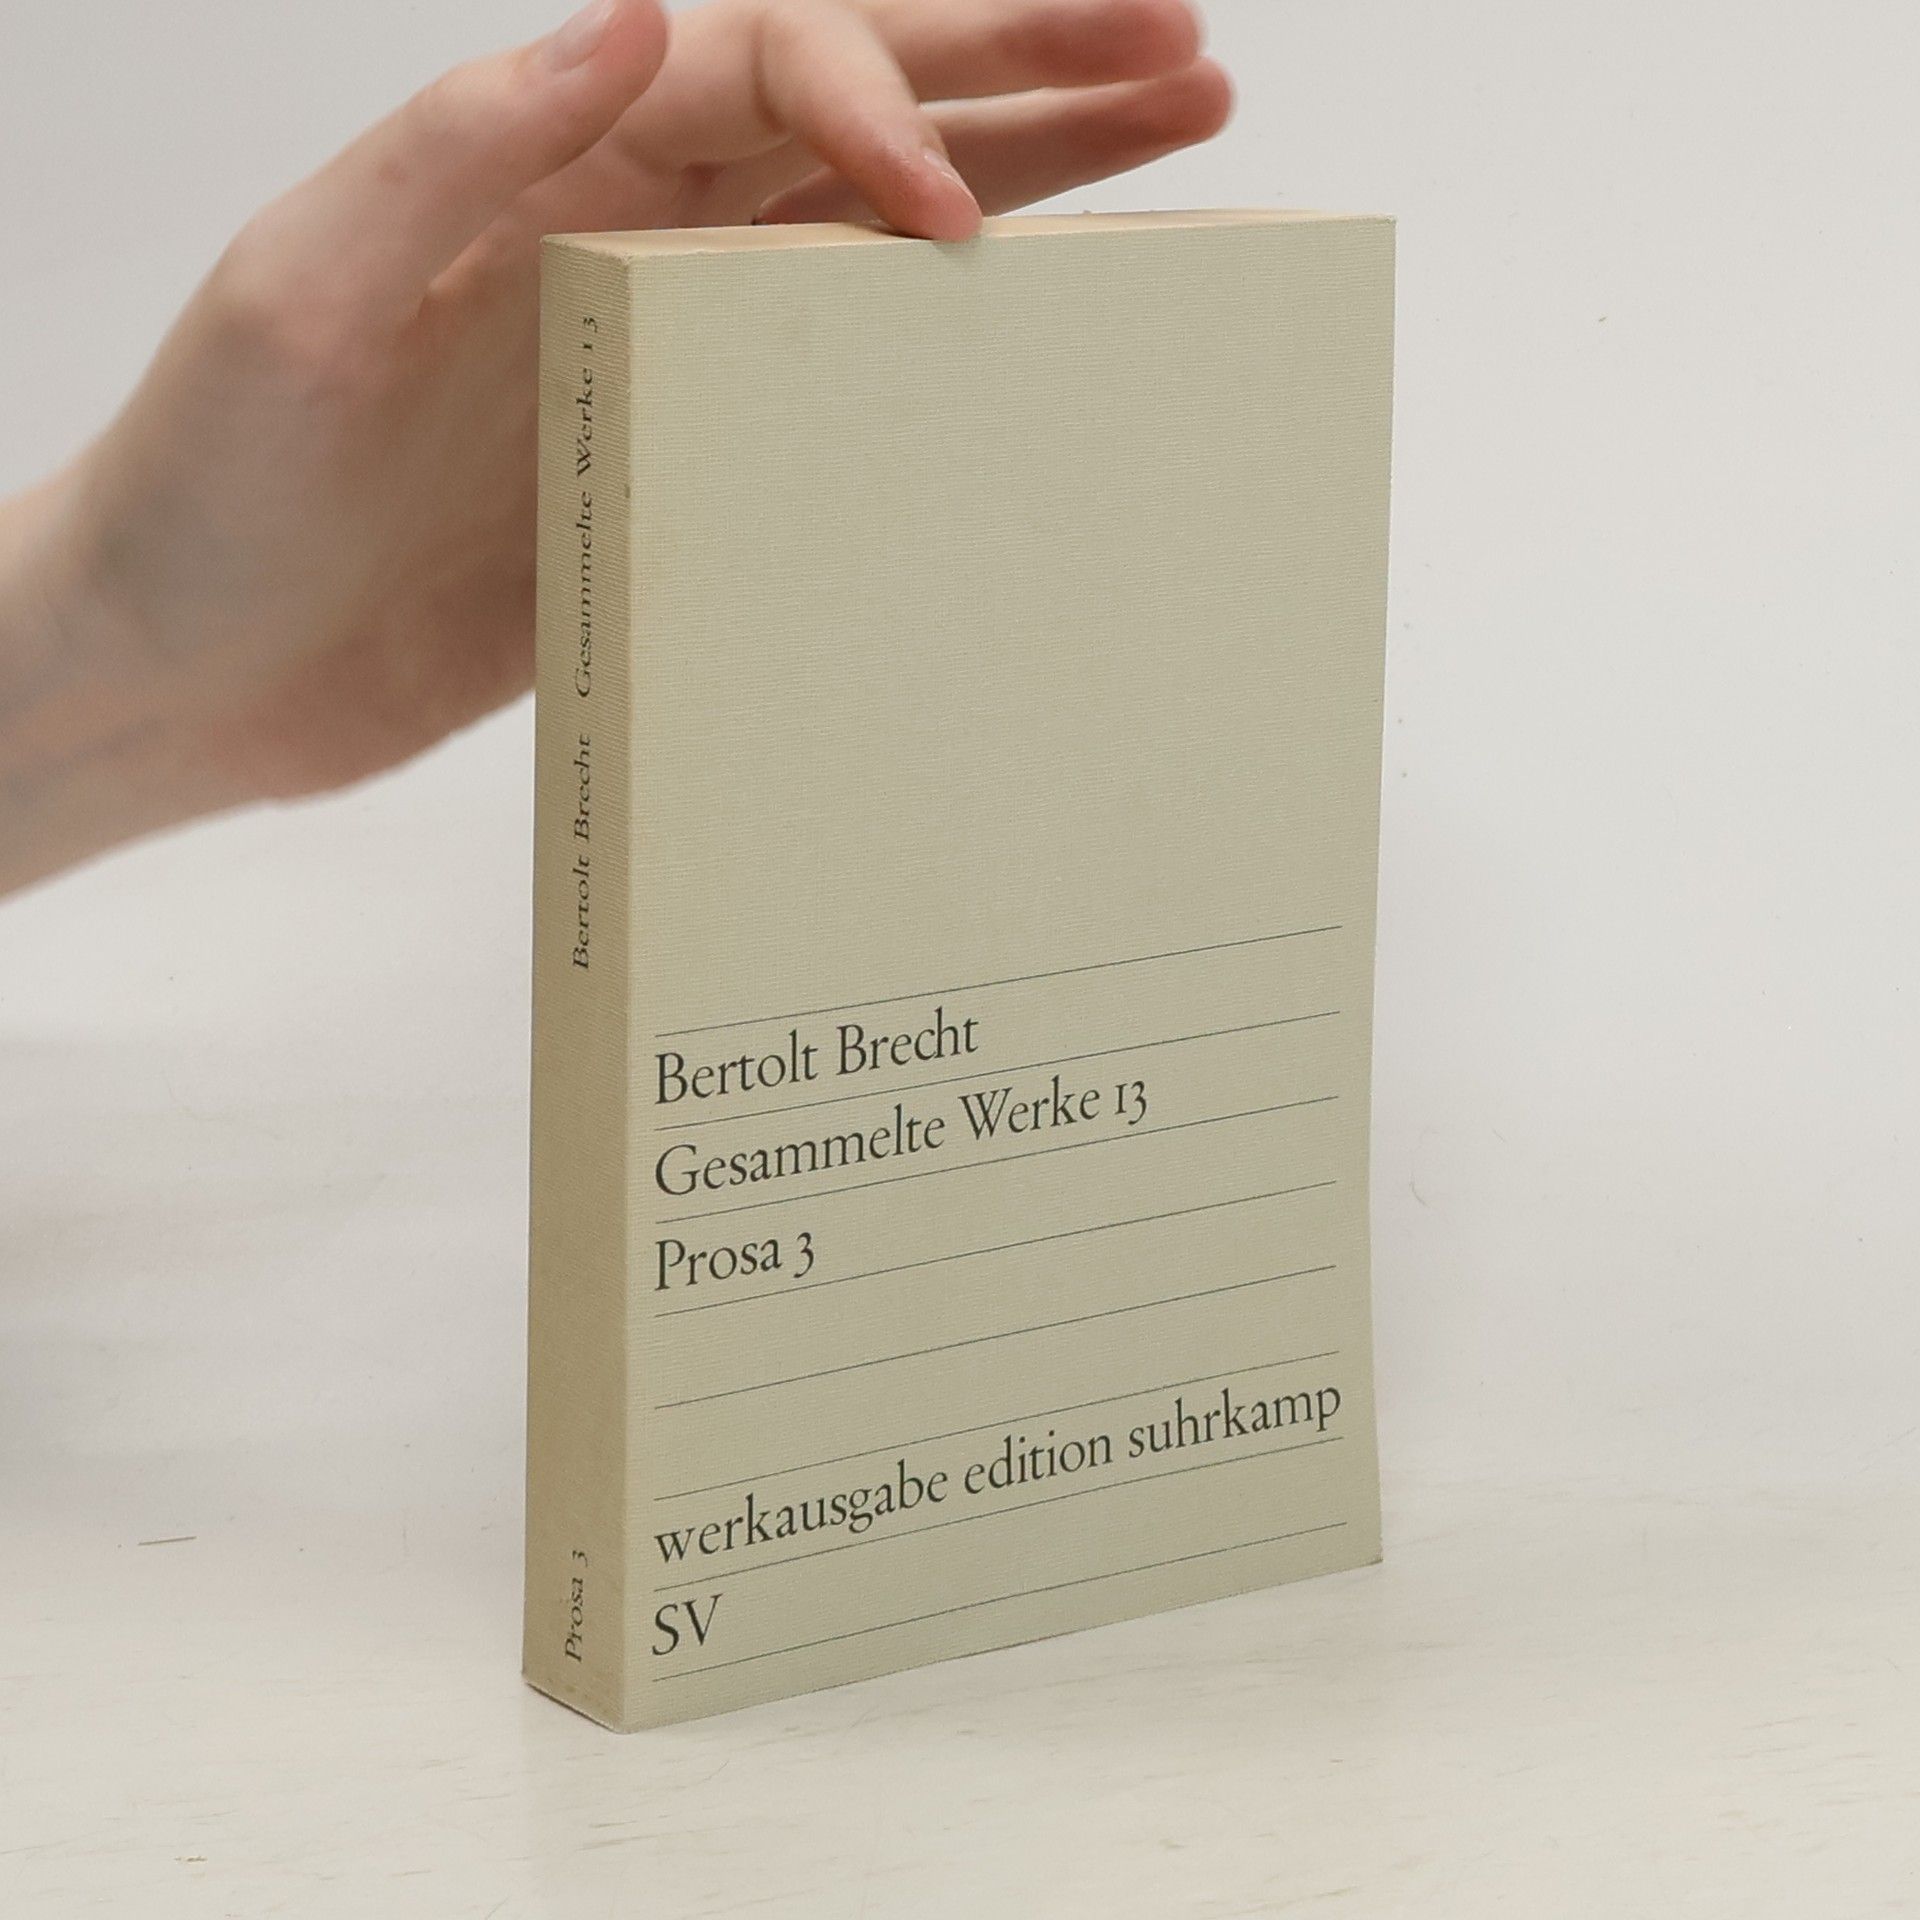 Bertolt Brecht Gesammelte Werke 13
Prosa 3
Bertolt Brecht
Gesammelte Werke 13
Prosa 3
werkausgabe edition suhrkamp
SV